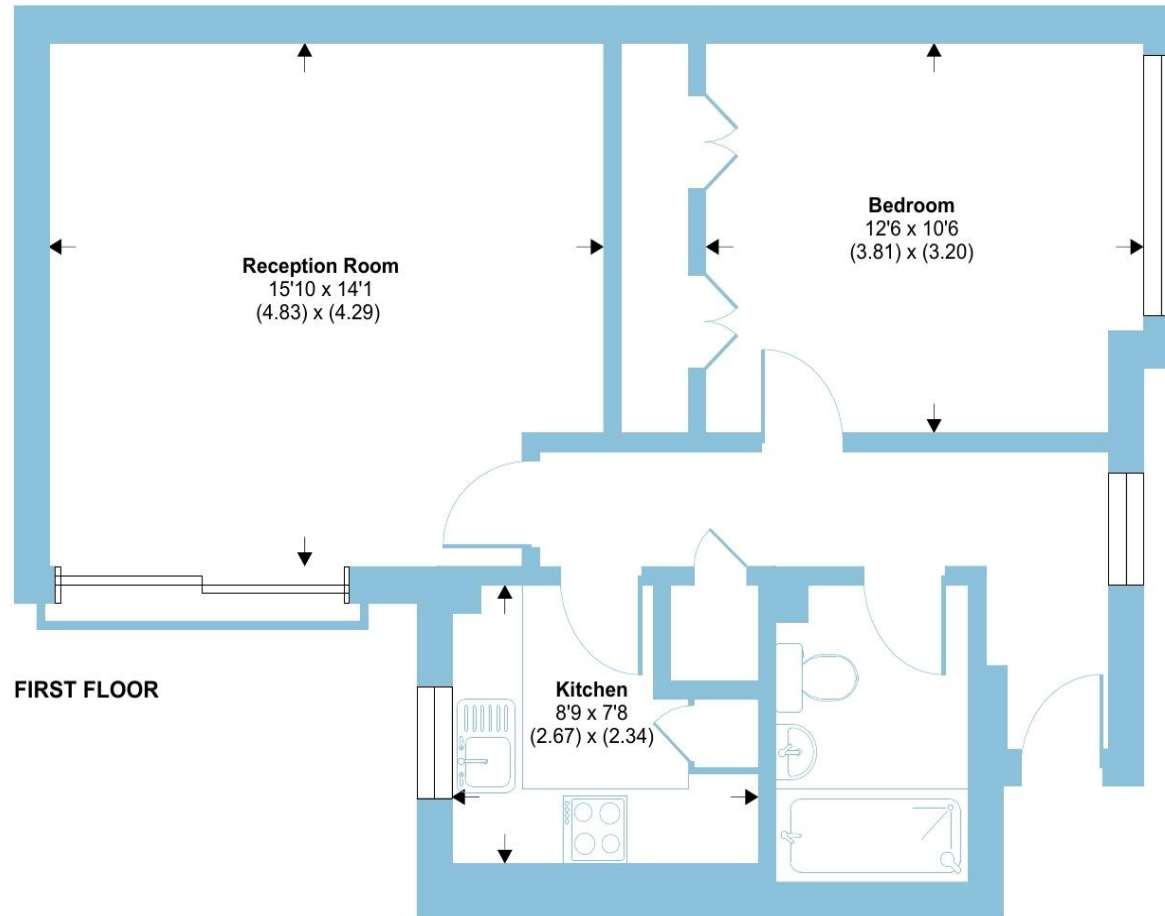 Reception Room
15'10 x 14'1
(4.83) x (4.29)
Bedroom
12'6 x 10'6
(3.81) x (3.20)
FIRST FLOOR
Kitchen
8'9 x 7'8
(2.67) x (2.34)